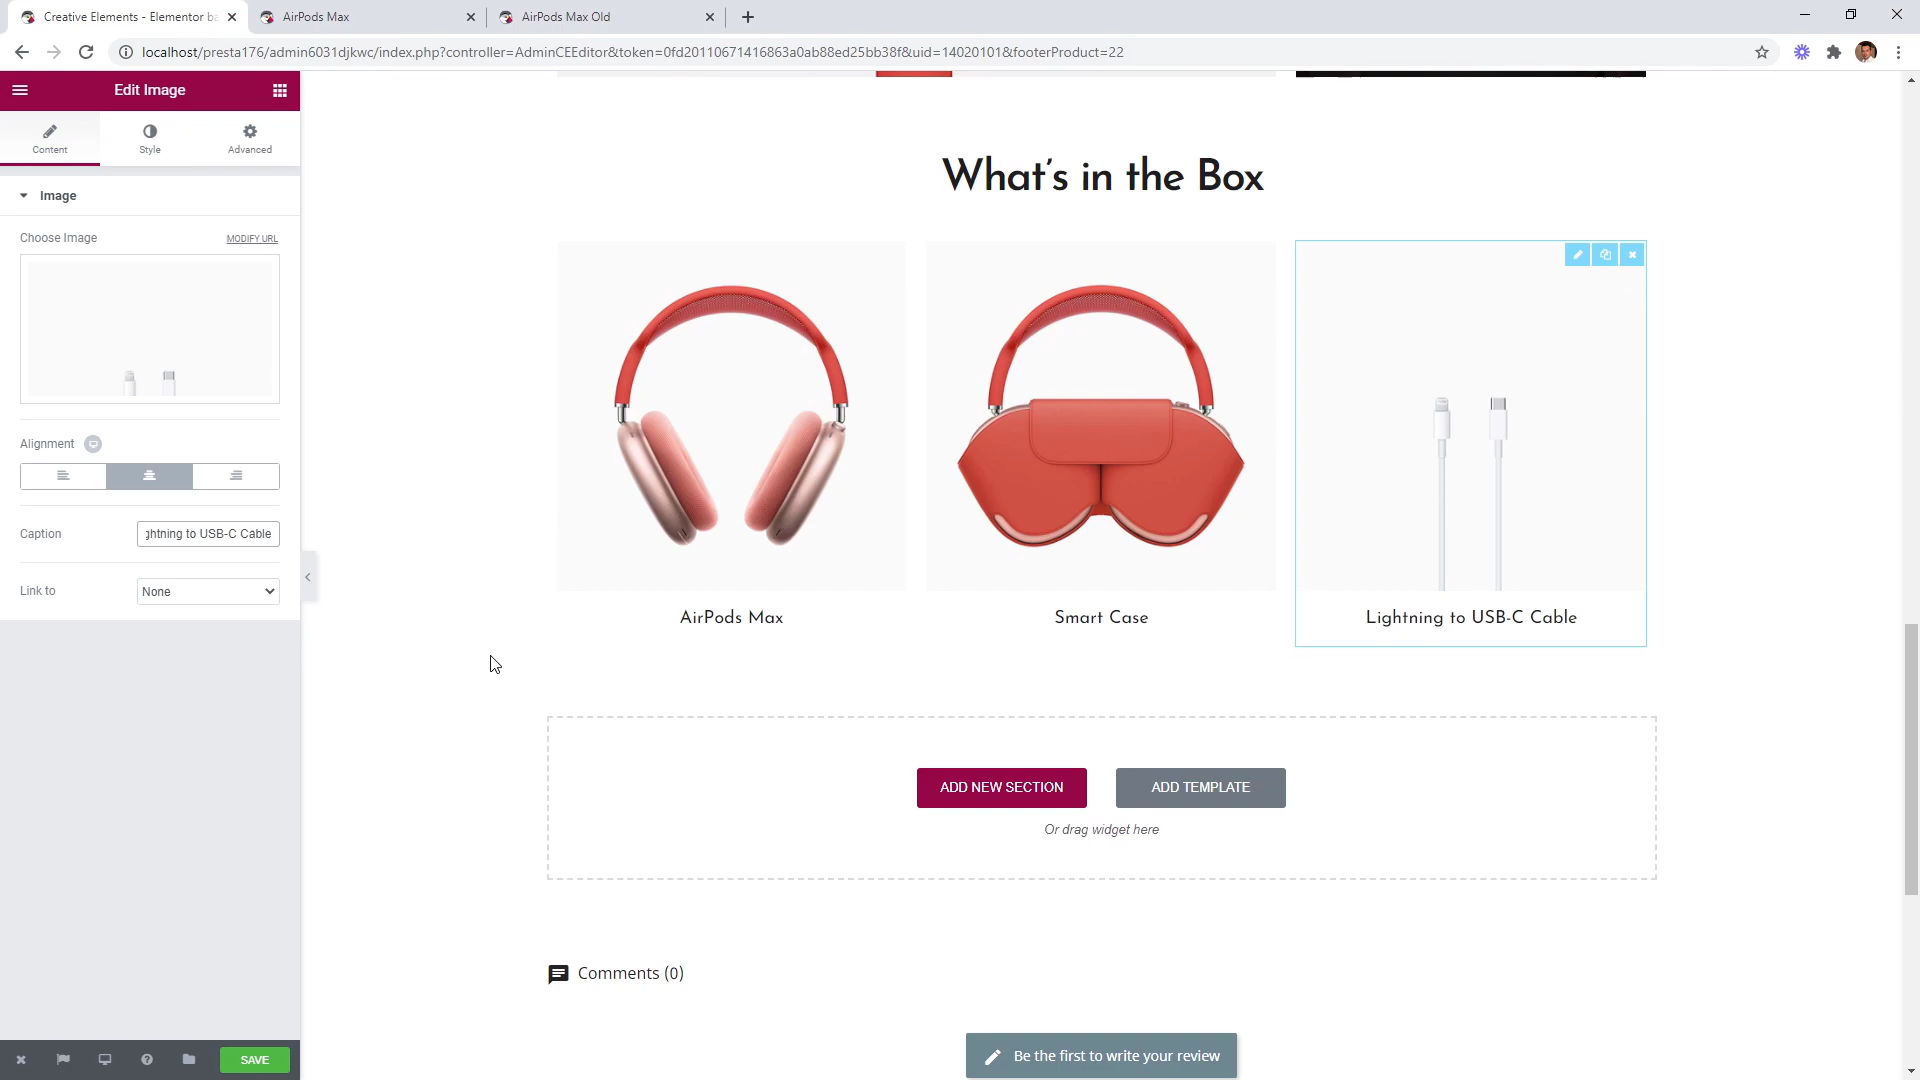 Creative Elements - Elementor ba
AirPods Max
AirPods Max Old
localhost/presta176/admin6031djkwc/index.php?controller=AdminCEEditor&token=0fd20110671416863a0ab88ed25bb38f&uid=14020101&footerProduct=22
Edit Image
Content
Style
Advanced
Image
Choose Image
MODIFY URL
Alignment
Caption
ghtning to USB-C Cable
Link to
None
SAVE
What's in the Box
AirPods Max
Smart Case
Lightning to USB-C Cable
ADD NEW SECTION
ADD TEMPLATE
Or drag widget here
Comments (0)
Be the first to write your review